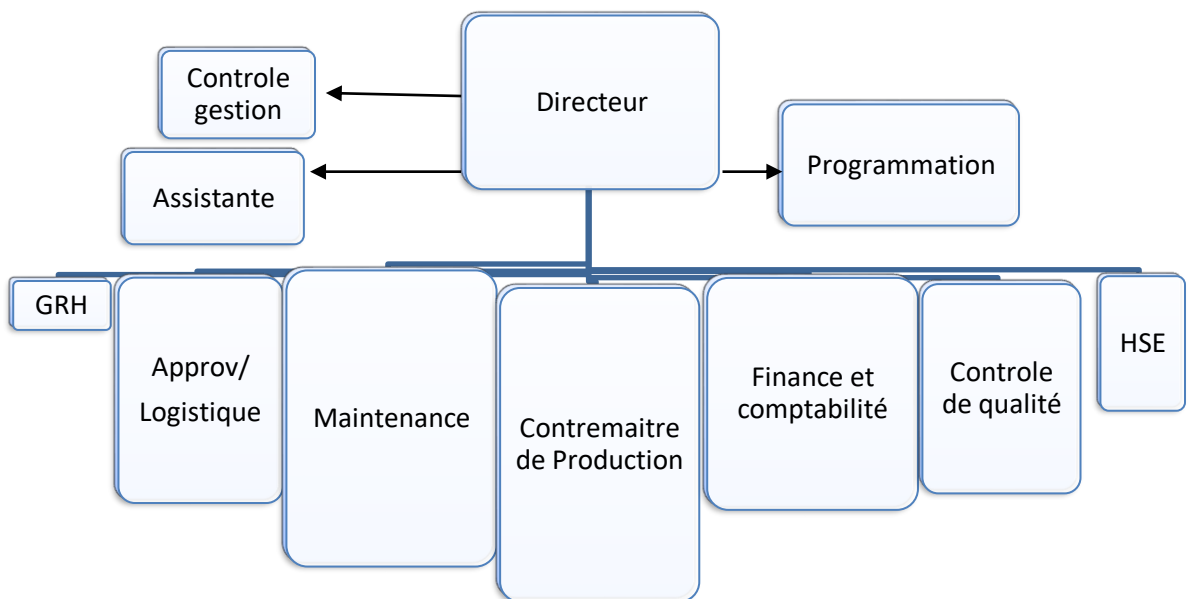 Controle
gestion
Directeur
Programmation
Assistante
GRH
Approv/
Logistique
Maintenance
Contremaitre
de Production
Finance et
comptabilité
Controle
de qualité
HSE